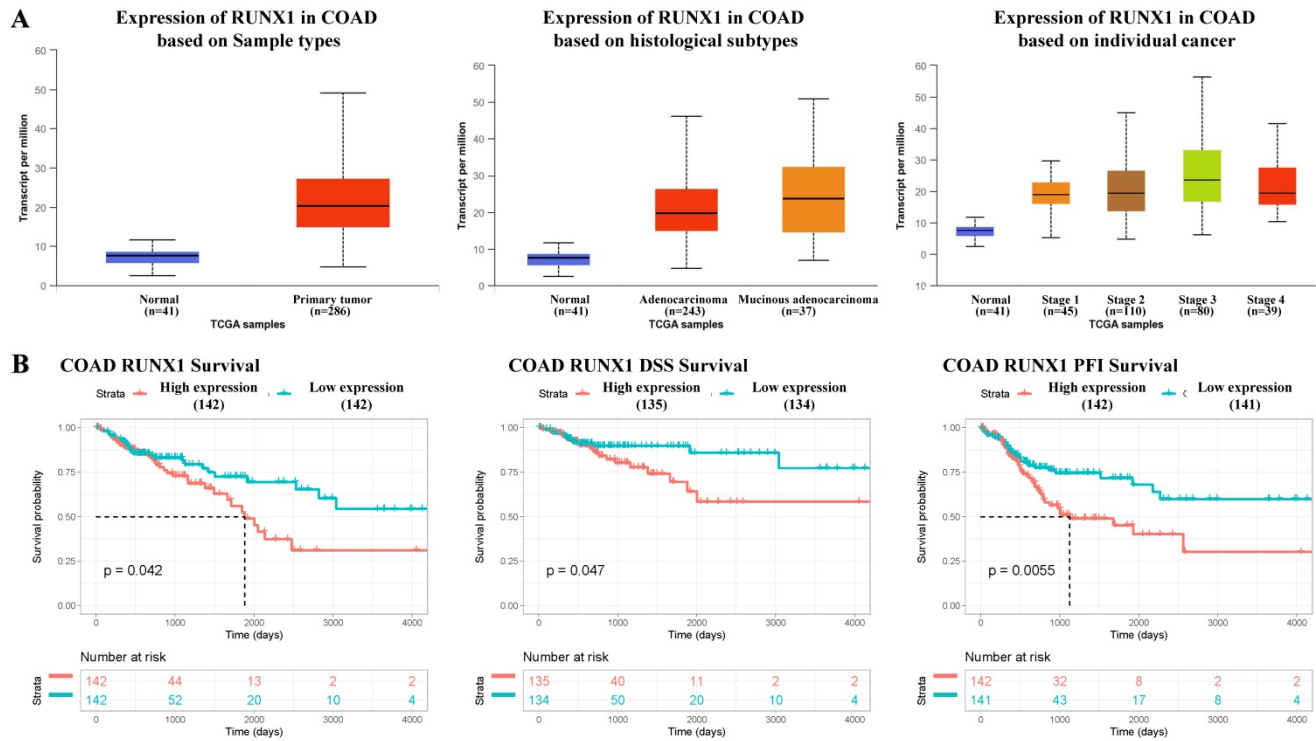 A
Expression of RUNX1 in COAD
based on Sample types
Transcript per million
60
50
40
30
20
10
0
Normal
(n=41)
Primary tumor
(n=286)
TCGA samples
Expression of RUNX1 in COAD
based on histological subtypes
Transcript per million
60
50
40
30
20
10
0
Normal
(n=41)
Adenocarcinoma
(n=243)
Mucinous adenocarcinoma
(n=37)
TCGA samples
Expression of RUNX1 in COAD
based on individual cancer
Transcript per million
60
50
40
30
20
10
0
10
Normal
(n=41)
Stage 1
(n=45)
Stage 2
(n=110)
Stage 3
(n=80)
Stage 4
(n=39)
TCGA samples
B
COAD RUNX1 Survival
Strata High expression Low expression
(142) (142)
Survival probability
1.00
0.75
0.50
0.25
0.00
p = 0.042
0 1000 2000 3000 4000
Time (days)
Number at risk
Strata
142 44 13 2 2
142 52 20 10 4
0 1000 2000 3000 4000
Time (days)
COAD RUNX1 DSS Survival
Strata High expression Low expression
(135) (134)
Survival probability
1.00
0.75
0.50
0.25
0.00
p = 0.047
0 1000 2000 3000 4000
Time (days)
Number at risk
Strata
135 40 11 2 2
134 50 20 10 4
0 1000 2000 3000 4000
Time (days)
COAD RUNX1 PFI Survival
Strata High expression Low expression
(142) (141)
Survival probability
1.00
0.75
0.50
0.25
0.00
p = 0.0055
0 1000 2000 3000 4000
Time (days)
Number at risk
Strata
142 32 8 2 2
141 43 17 8 4
0 1000 2000 3000 4000
Time (days)